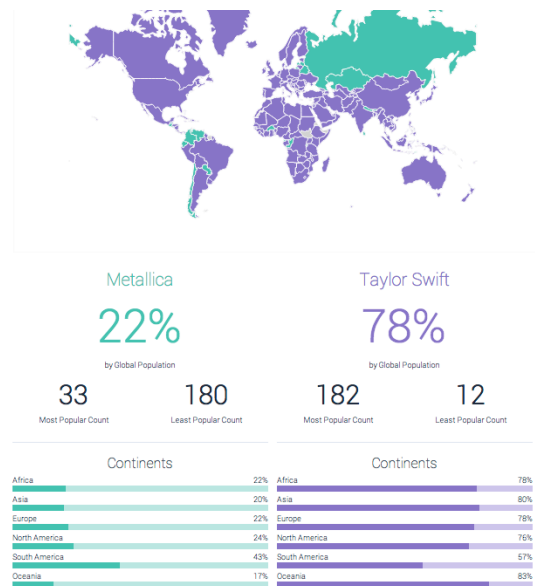 Metallica
Taylor Swift
22%
78%
by Global Population
by Global Population
33
180
182
12
Most Popular Count
Least Popular Count
Most Popular Count
Least Popular Count
Continents
Continents
Africa 22%
Asia 20%
Europe 22%
North America 24%
South America 43%
Oceania 17%
Africa 78%
Asia 80%
Europe 78%
North America 76%
South America 57%
Oceania 83%